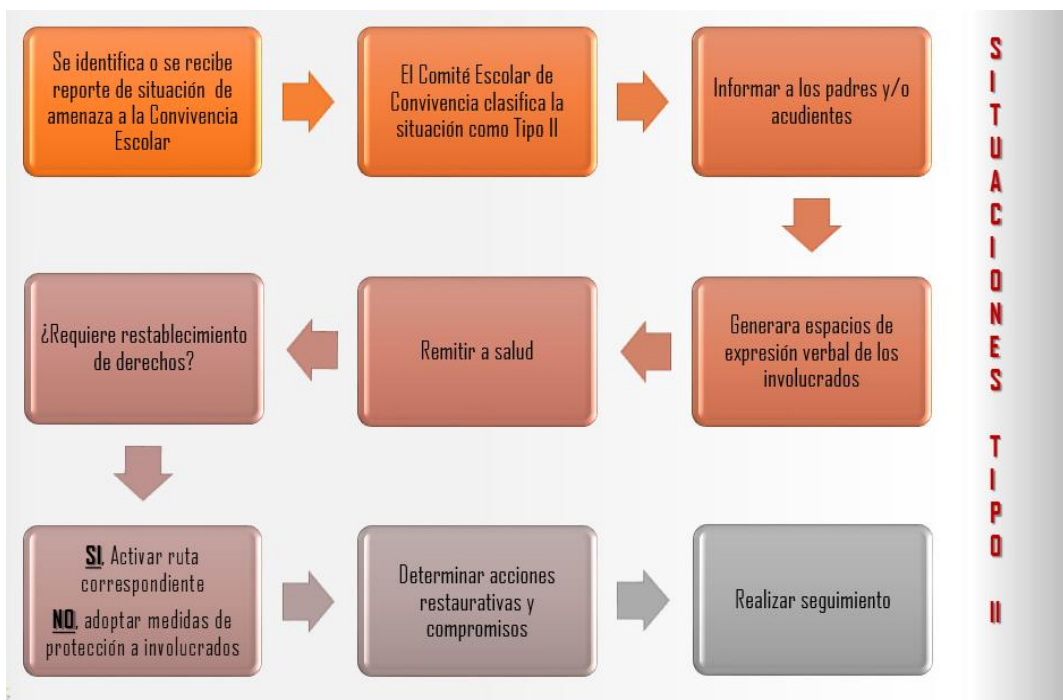 Se identifica o se recibe
reporte de situación de
amenaza a la Convivencia
Escolar
El Comité Escolar de
Convivencia clasifica la
situación como Tipo II
Informar a los padres y/o
acudientes
Generara espacios de
expresión verbal de los
involucrados
Remitir a salud
¿Requiere restablecimiento
de derechos?
SI, Activar ruta
correspondiente
NO, adoptar medidas de
protección a involucrados
Determinar acciones
restaurativas y
compromisos
Realizar seguimiento
SITUACIONES TIPO II